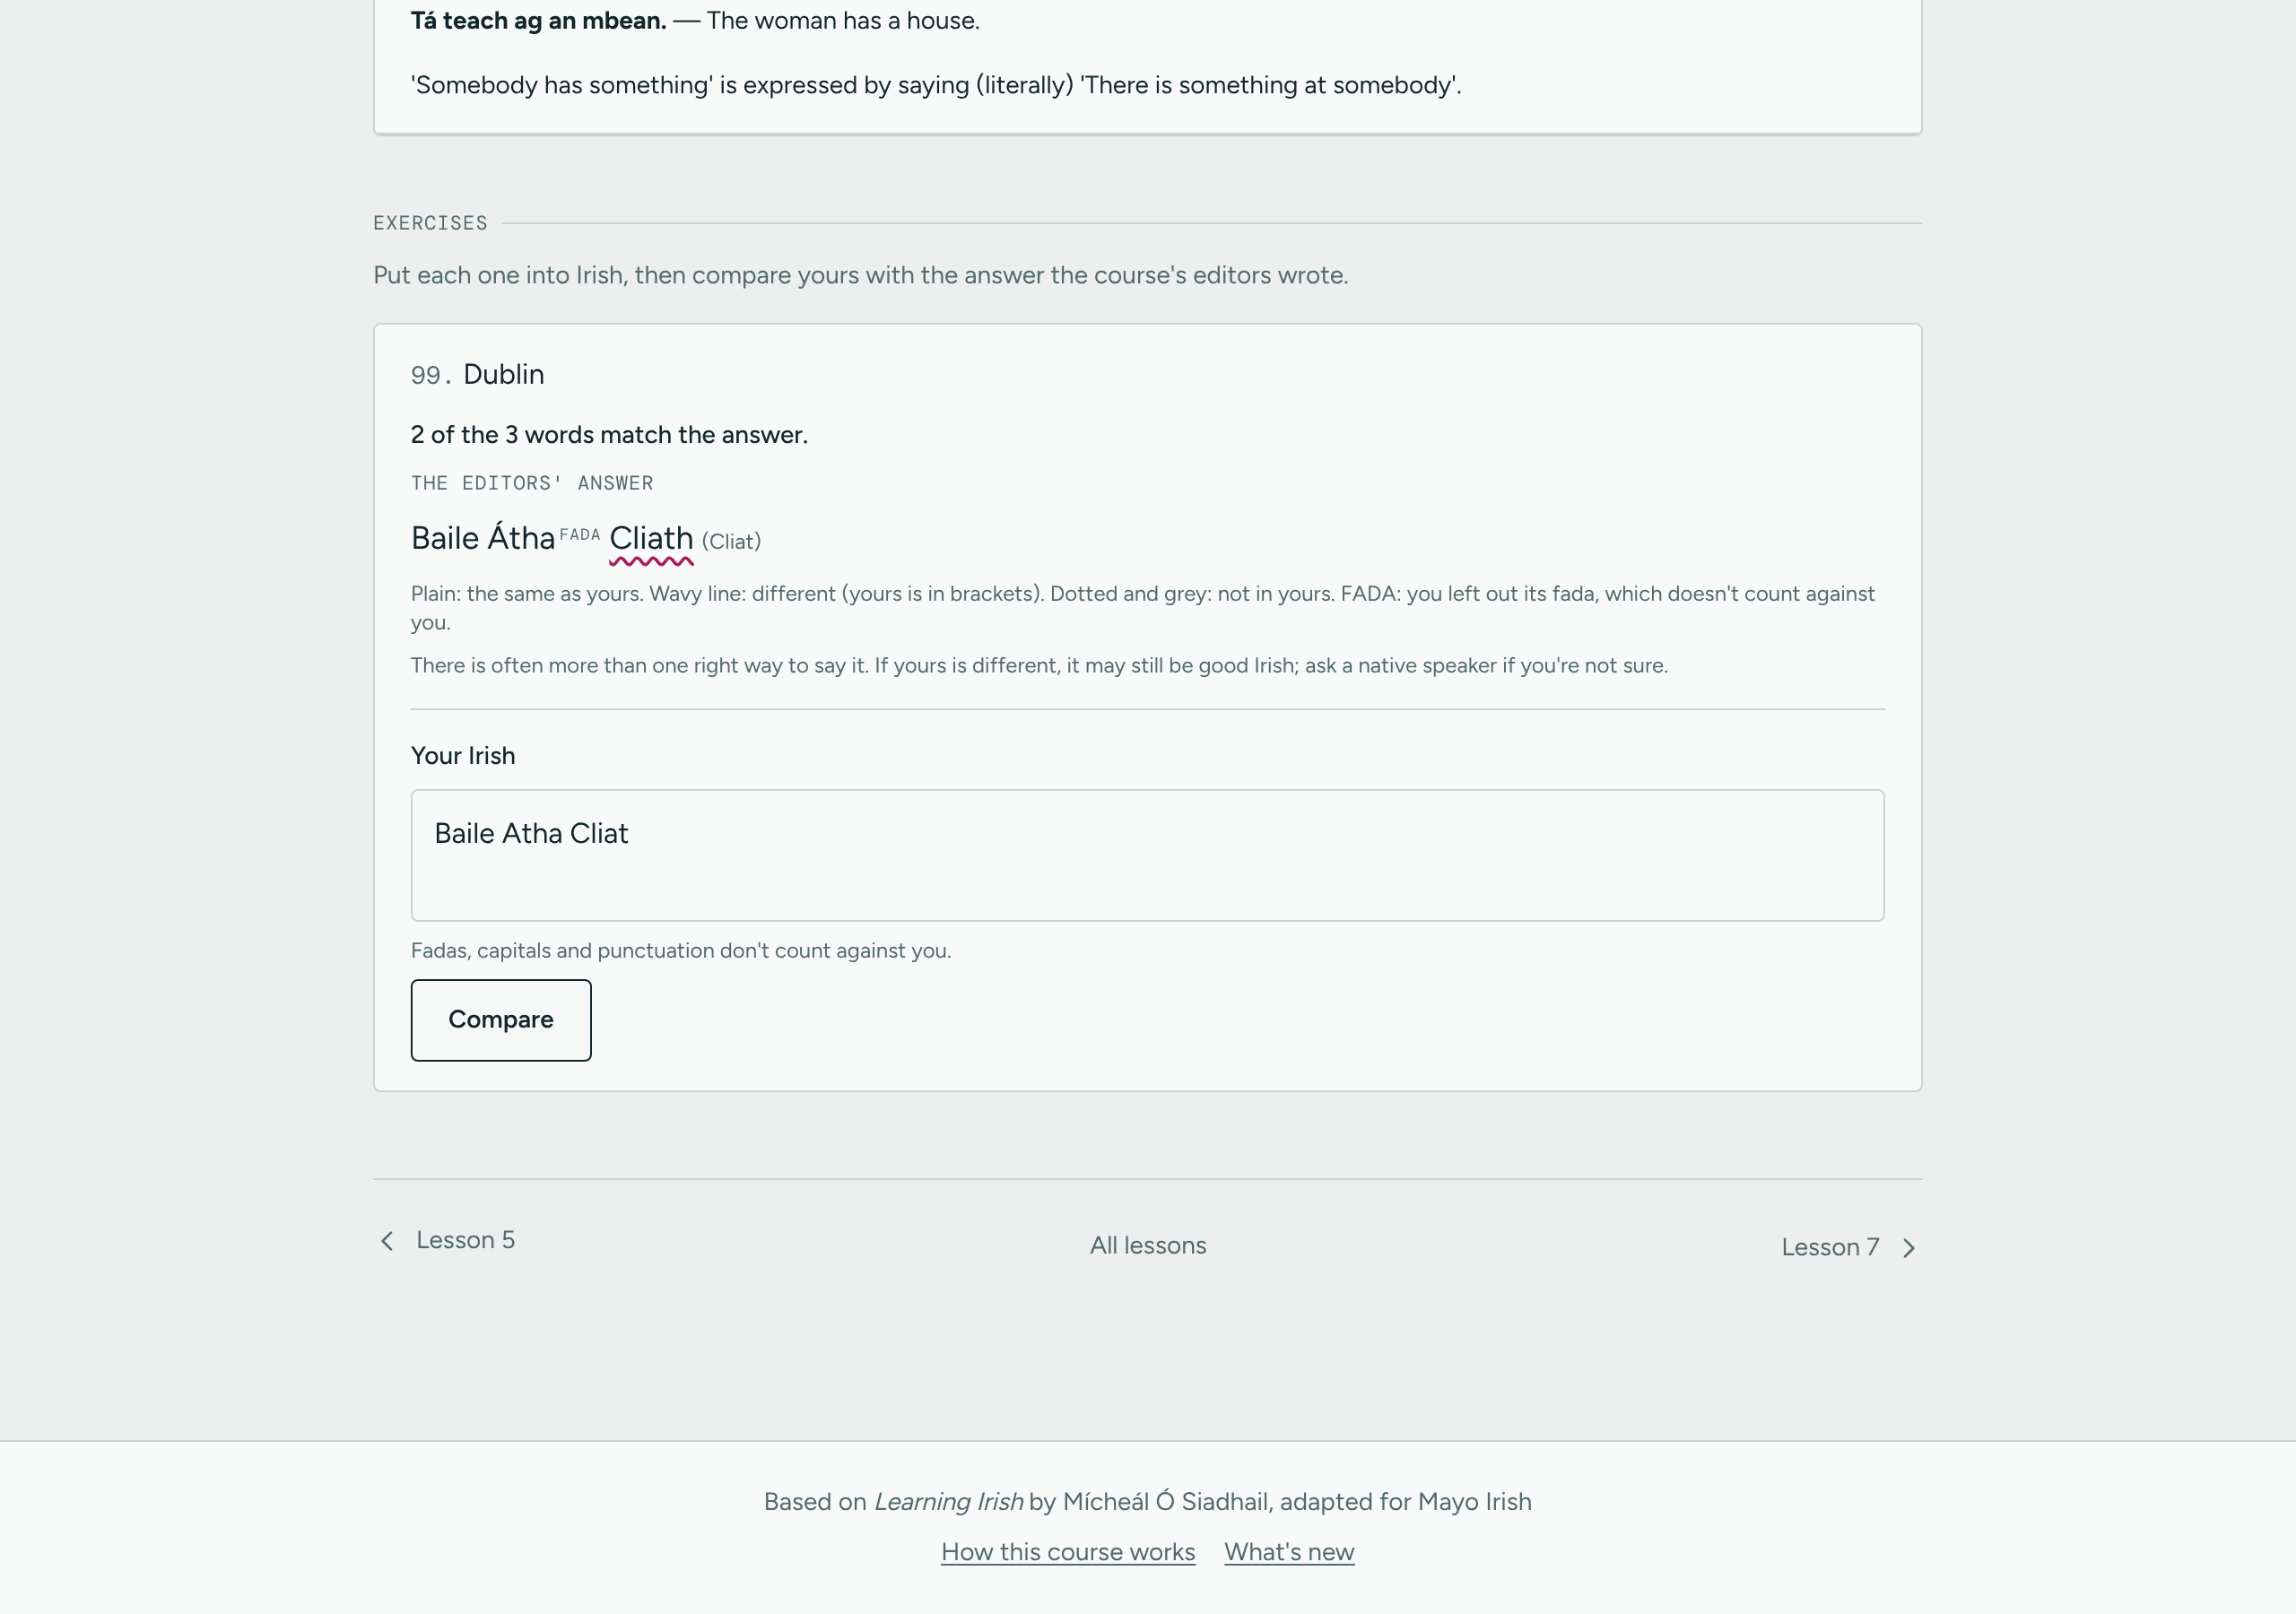 Tá teach ag an mbean. — The woman has a house.
'Somebody has something' is expressed by saying (literally) 'There is something at somebody'.
EXERCISES
Put each one into Irish, then compare yours with the answer the course's editors wrote.
99. Dublin
2 of the 3 words match the answer.
THE EDITORS' ANSWER
Baile Átha FADA Cliath (Cliat)
Plain: the same as yours. Wavy line: different (yours is in brackets). Dotted and grey: not in yours. FADA: you left out its fada, which doesn't count against
you.
There is often more than one right way to say it. If yours is different, it may still be good Irish; ask a native speaker if you're not sure.
Your Irish
Baile Atha Cliat
Fadas, capitals and punctuation don't count against you.
Compare
Lesson 5
All lessons
Lesson 7
Based on Learning Irish by Mícheál Ó Siadhail, adapted for Mayo Irish
How this course works
What's new